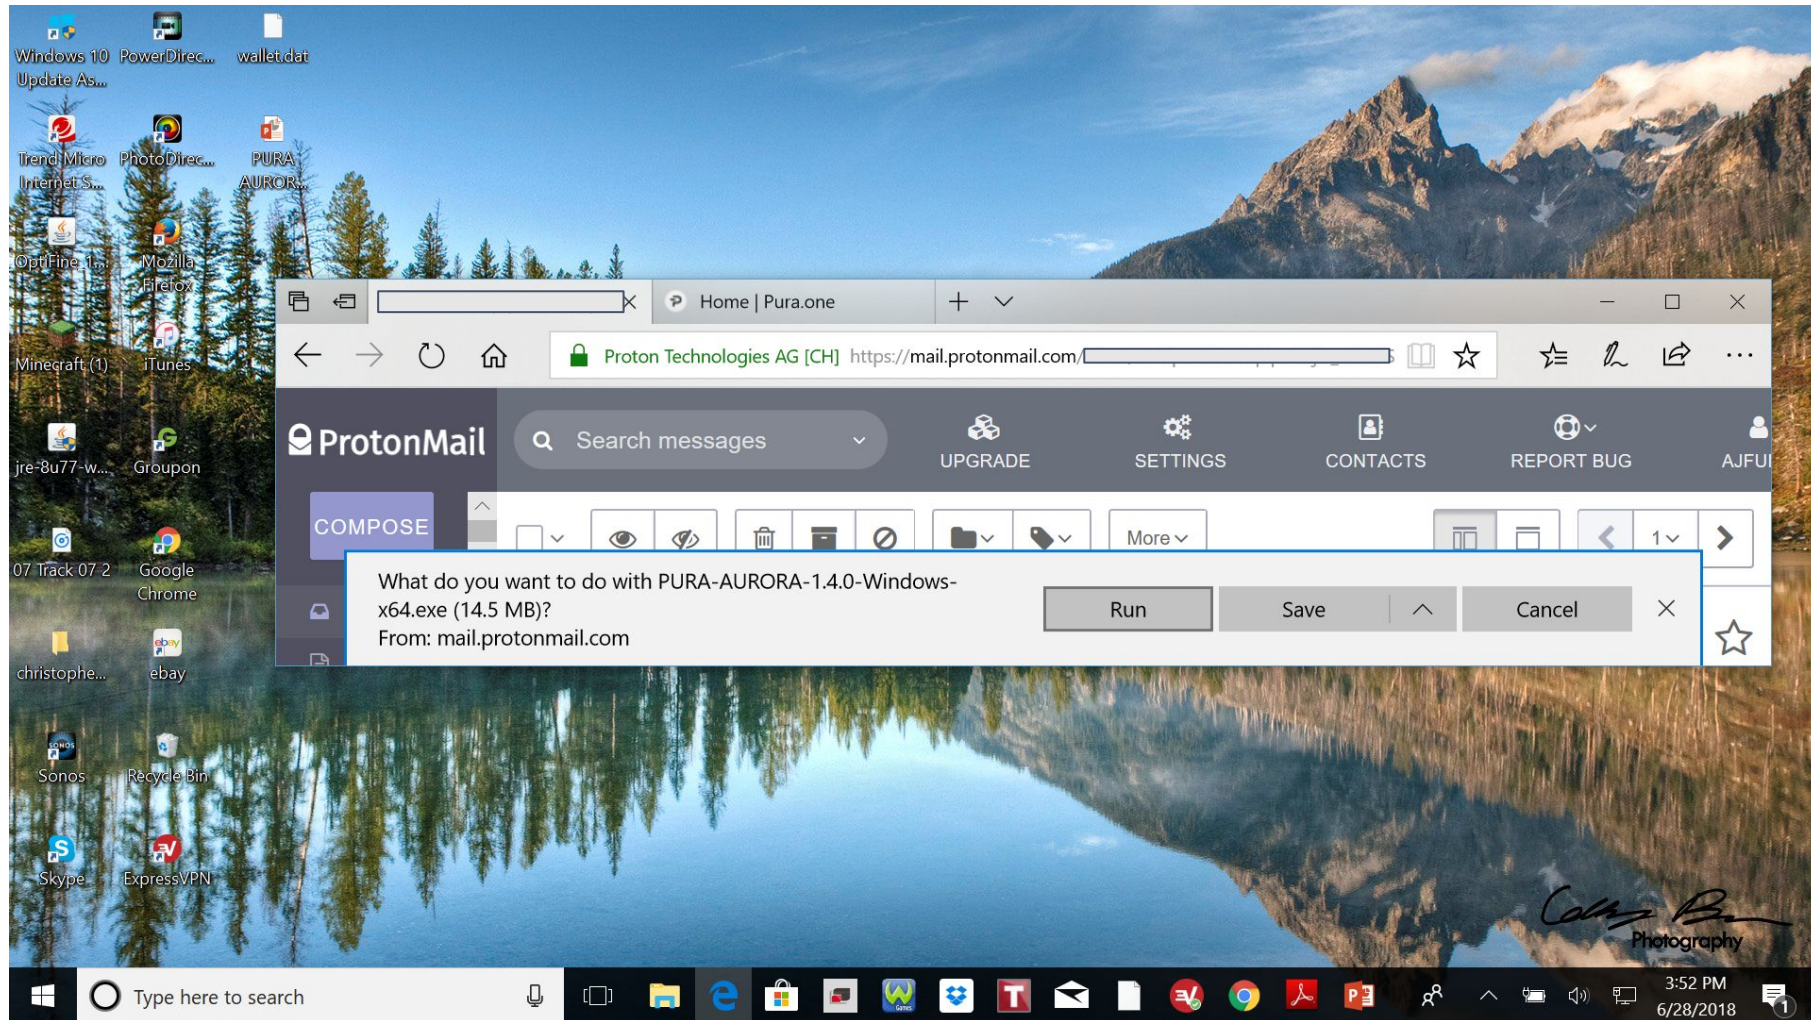 Windows 10
Update As...
PowerDirec...
wallet.dat
Trend Micro
Internet S...
PhotoDirec...
PURA
AUROR...
OptiFine_1....
Mozilla
Firefox
Minecraft (1)
iTunes
jre-8u77-w...
Groupon
07 Track 07 2
Google
Chrome
christophe...
ebay
Sonos
Recycle Bin
Skype
ExpressVPN
Home | Pura.one
Proton Technologies AG [CH] https://mail.protonmail.com/
ProtonMail
Search messages
UPGRADE
SETTINGS
CONTACTS
REPORT BUG
AJFUI
COMPOSE
More
1
What do you want to do with PURA-AURORA-1.4.0-Windows-
x64.exe (14.5 MB)?
From: mail.protonmail.com
Run
Save
Cancel
Photography
Type here to search
3:52 PM
6/28/2018
1